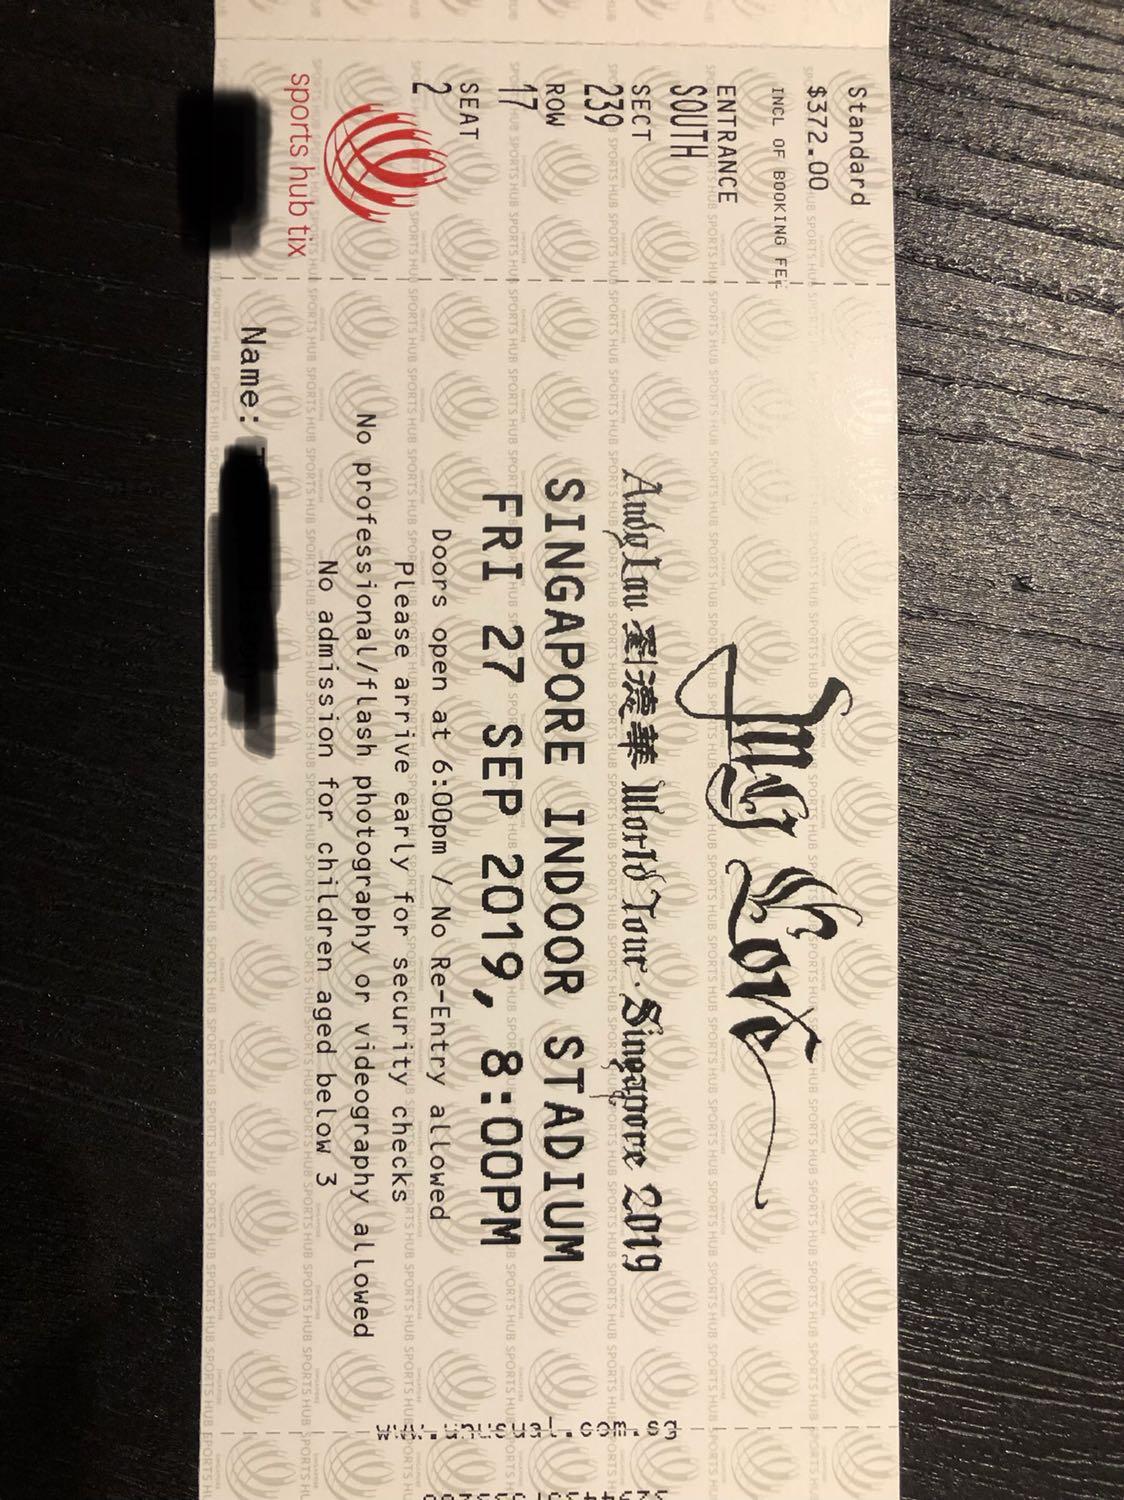 Standard
$372.00
INCL OF BOOKING FEE
ENTRANCE
SOUTH
SECT
239
ROW
17
SEAT
2
sports hub tix
My Love
Andy Lau 劉德華 World Tour · Singapore 2019
SINGAPORE INDOOR STADIUM
FRI 27 SEP 2019, 8:00PM
Doors open at 6:00pm / No Re-Entry allowed
Please arrive early for security checks
No professional/flash photography or videography allowed
No admission for children aged below 3
Name:
www.unusual.com.sg